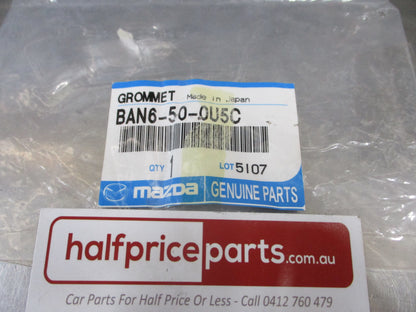 GROMMET Made in Japan
BAN6-50-0U5C
QTY 1 LOT 5107
mazda GENUINE PARTS
halfpriceparts.com.au
Car Parts For Half Price Or Less - Call 0412 760 479